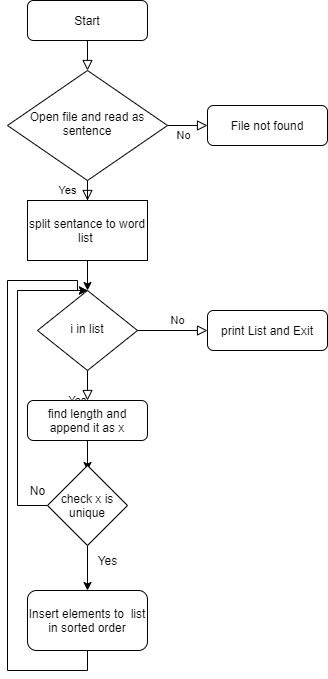 Start
Open file and read as
sentence
No
File not found
Yes
split sentance to word
list
i in list
No
print List and Exit
Yes
find length and
append it as x
No
check x is
unique
Yes
Insert elements to list
in sorted order